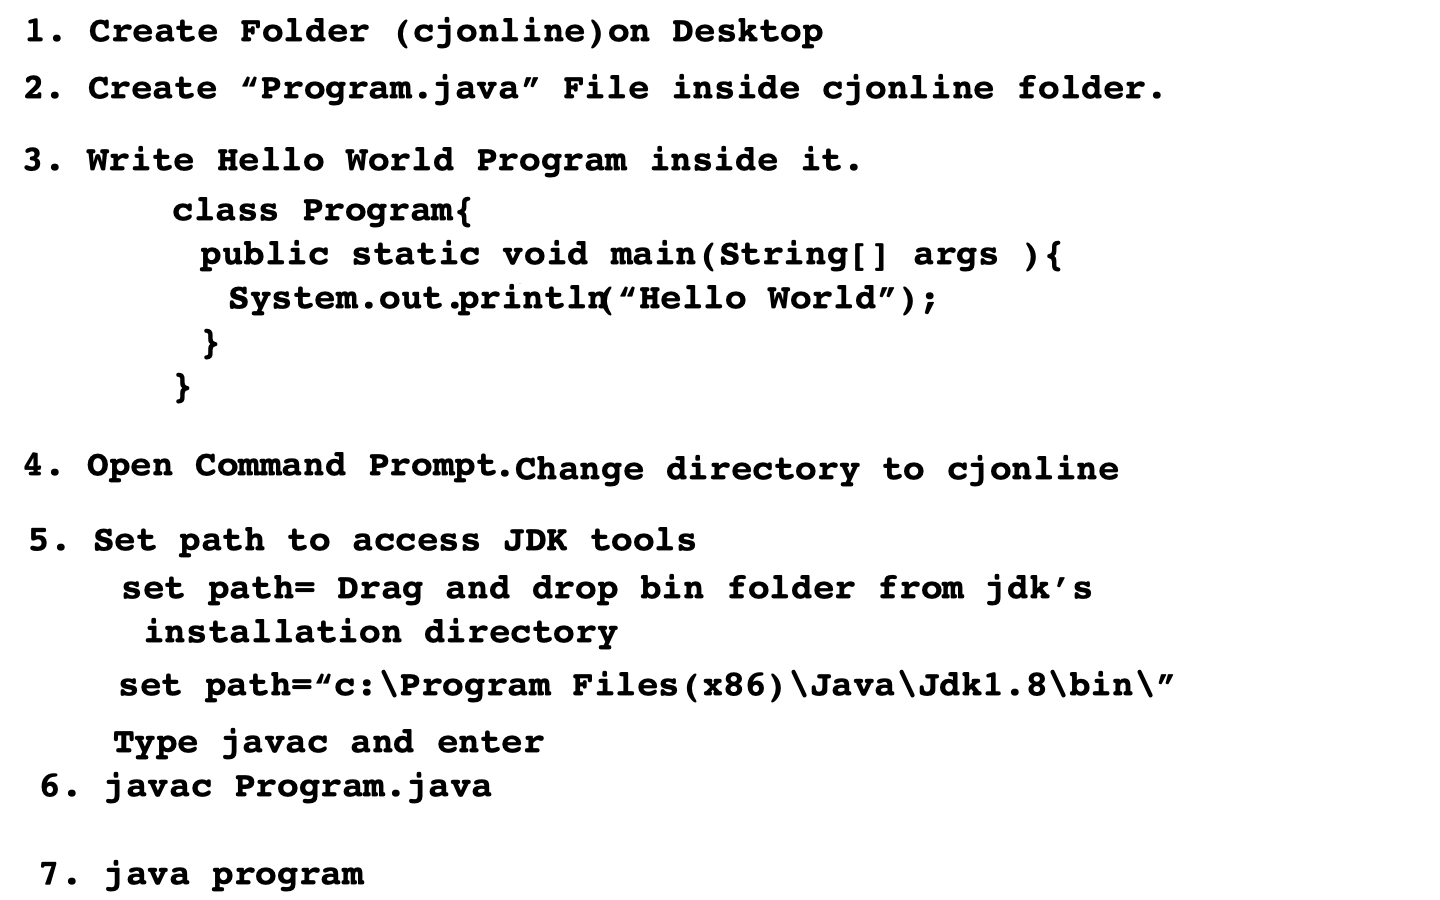 1. Create Folder (cjonline)on Desktop
2. Create “Program.java” File inside cjonline folder.
3. Write Hello World Program inside it.
class Program{
public static void main(String[] args ){
System.out.println(“Hello World”);
}
}
4. Open Command Prompt.Change directory to cjonline
5. Set path to access JDK tools
set path= Drag and drop bin folder from jdk’s
installation directory
set path=“c:\Program Files(x86)\Java\Jdk1.8\bin\”
Type javac and enter
6. javac Program.java
7. java program